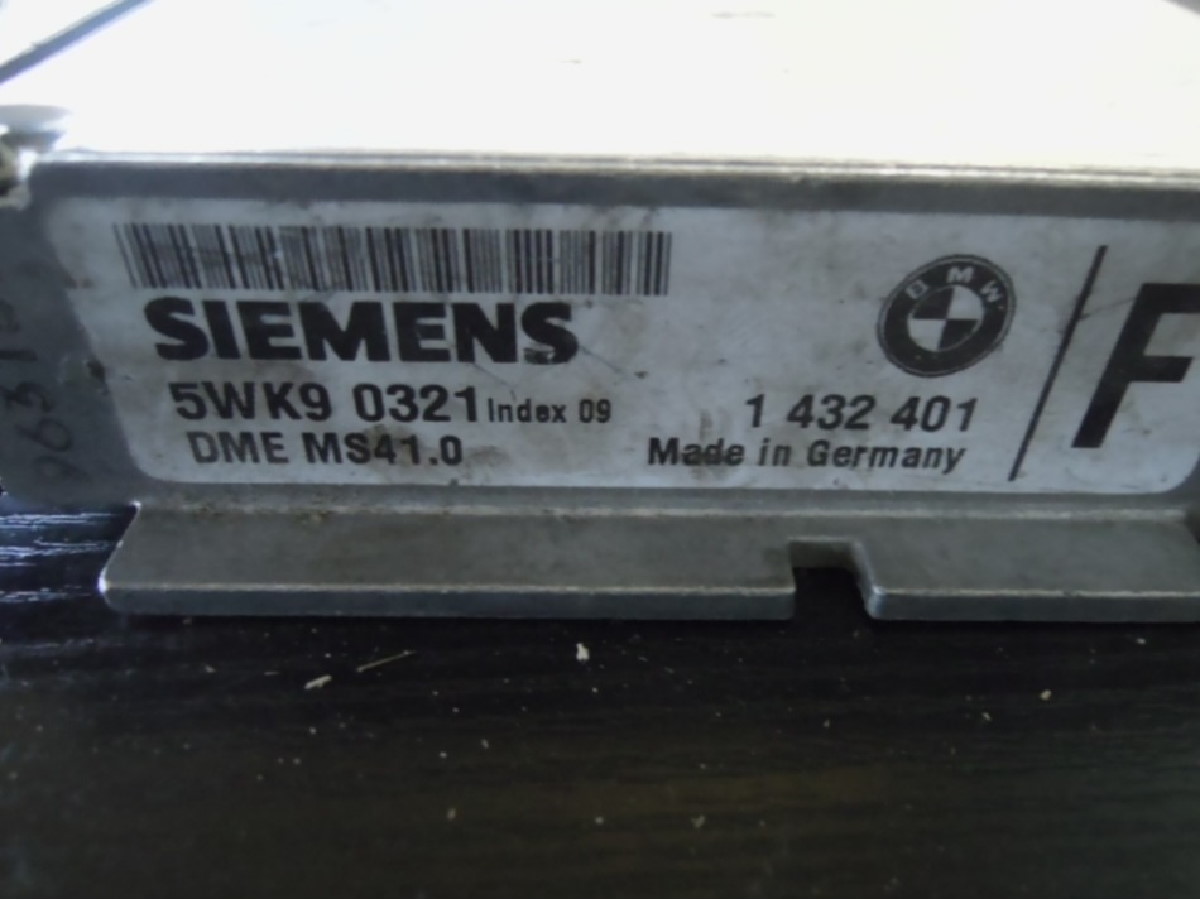 SIEMENS
BMW
F
5WK9 0321 Index 09
1 432 401
DME MS41.0
Made in Germany